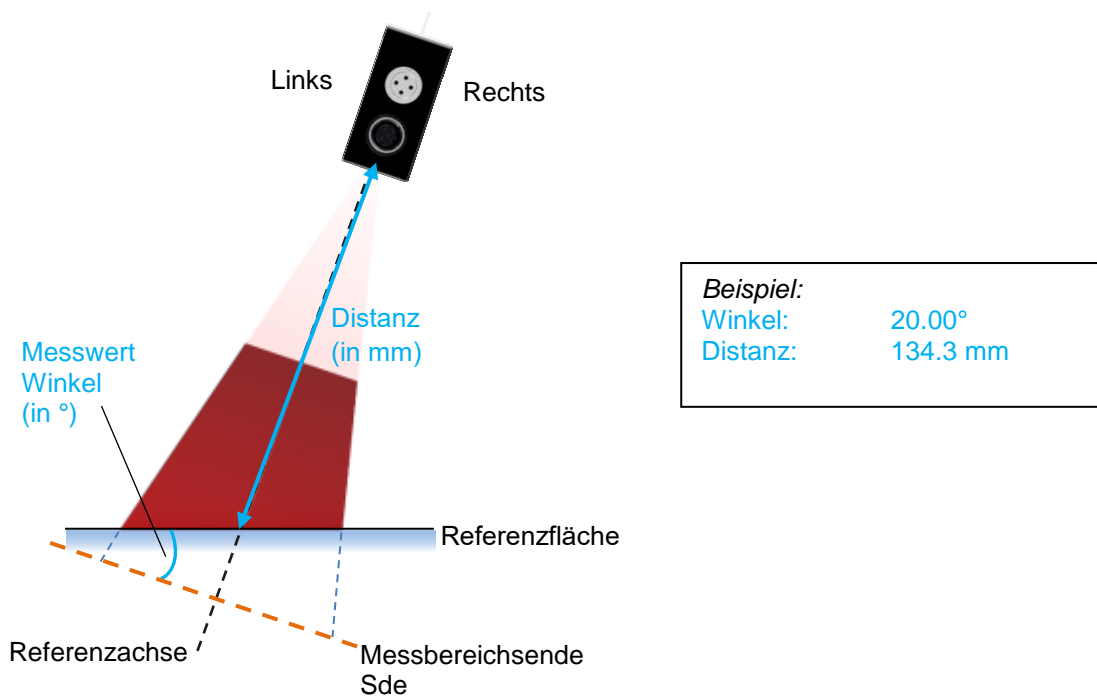 Links
Rechts
Distanz
(in mm)
Messwert
Winkel
(in °)
Beispiel:
Winkel: 20.00°
Distanz: 134.3 mm
Referenzfläche
Referenzachse
Messbereichsende
Sde